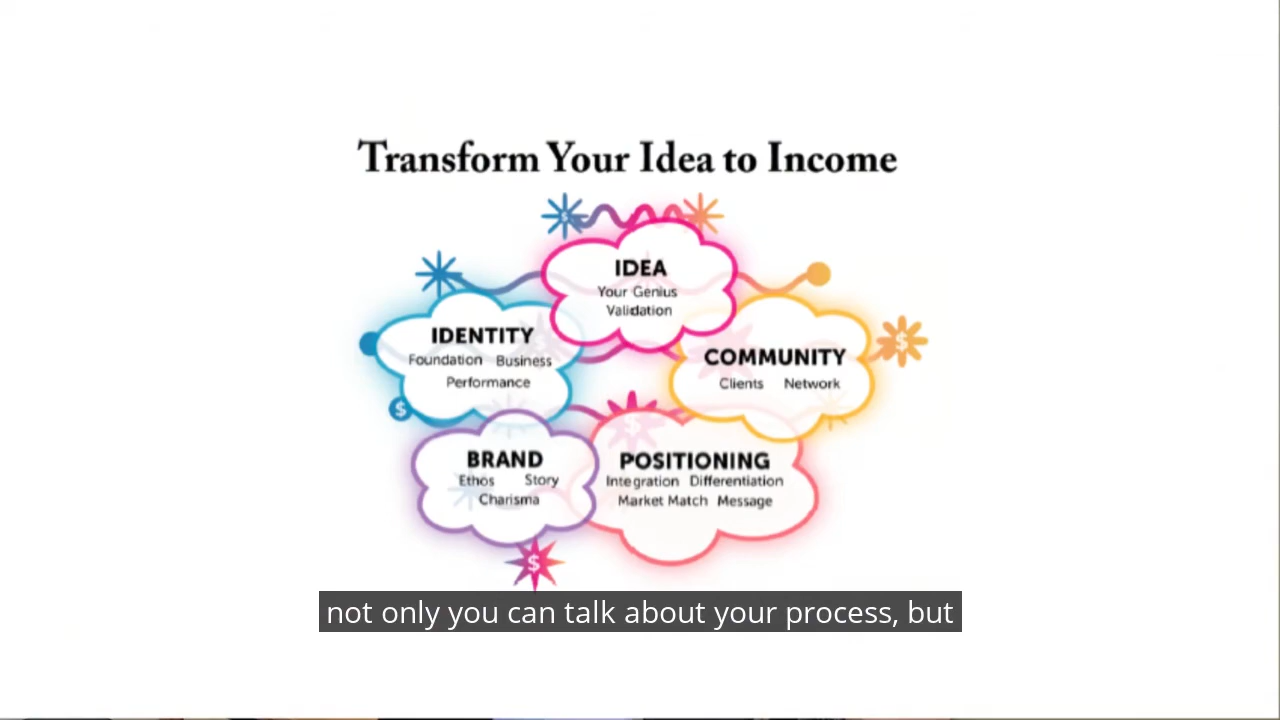 Transform Your Idea to Income
IDEA
Your Genius
Validation
IDENTITY
Foundation Business
Performance
COMMUNITY
Clients Network
BRAND
Ethos Story
Charisma
POSITIONING
Integration Differentiation
Market Match Message
$
$
$
$
$
not only you can talk about your process, but